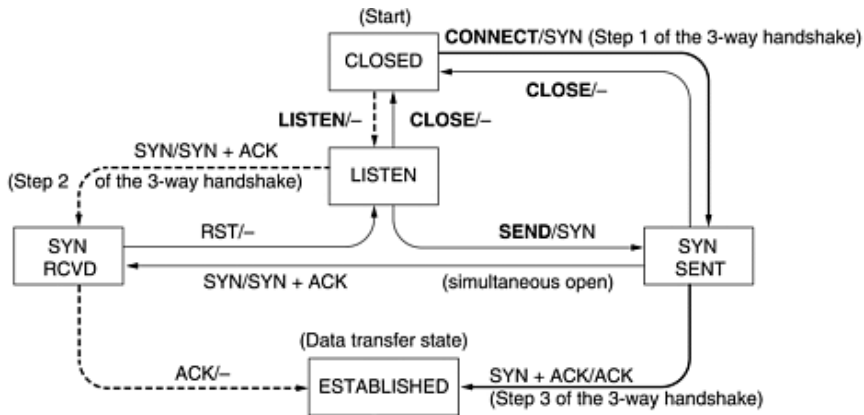 (Start)
CONNECT/SYN (Step 1 of the 3-way handshake)
CLOSED
CLOSE/–
LISTEN/–
CLOSE/–
SYN/SYN + ACK
(Step 2 of the 3-way handshake)
LISTEN
SYN
RCVD
RST/–
SEND/SYN
SYN
SENT
SYN/SYN + ACK
(simultaneous open)
(Data transfer state)
ACK/–
ESTABLISHED
SYN + ACK/ACK
(Step 3 of the 3-way handshake)